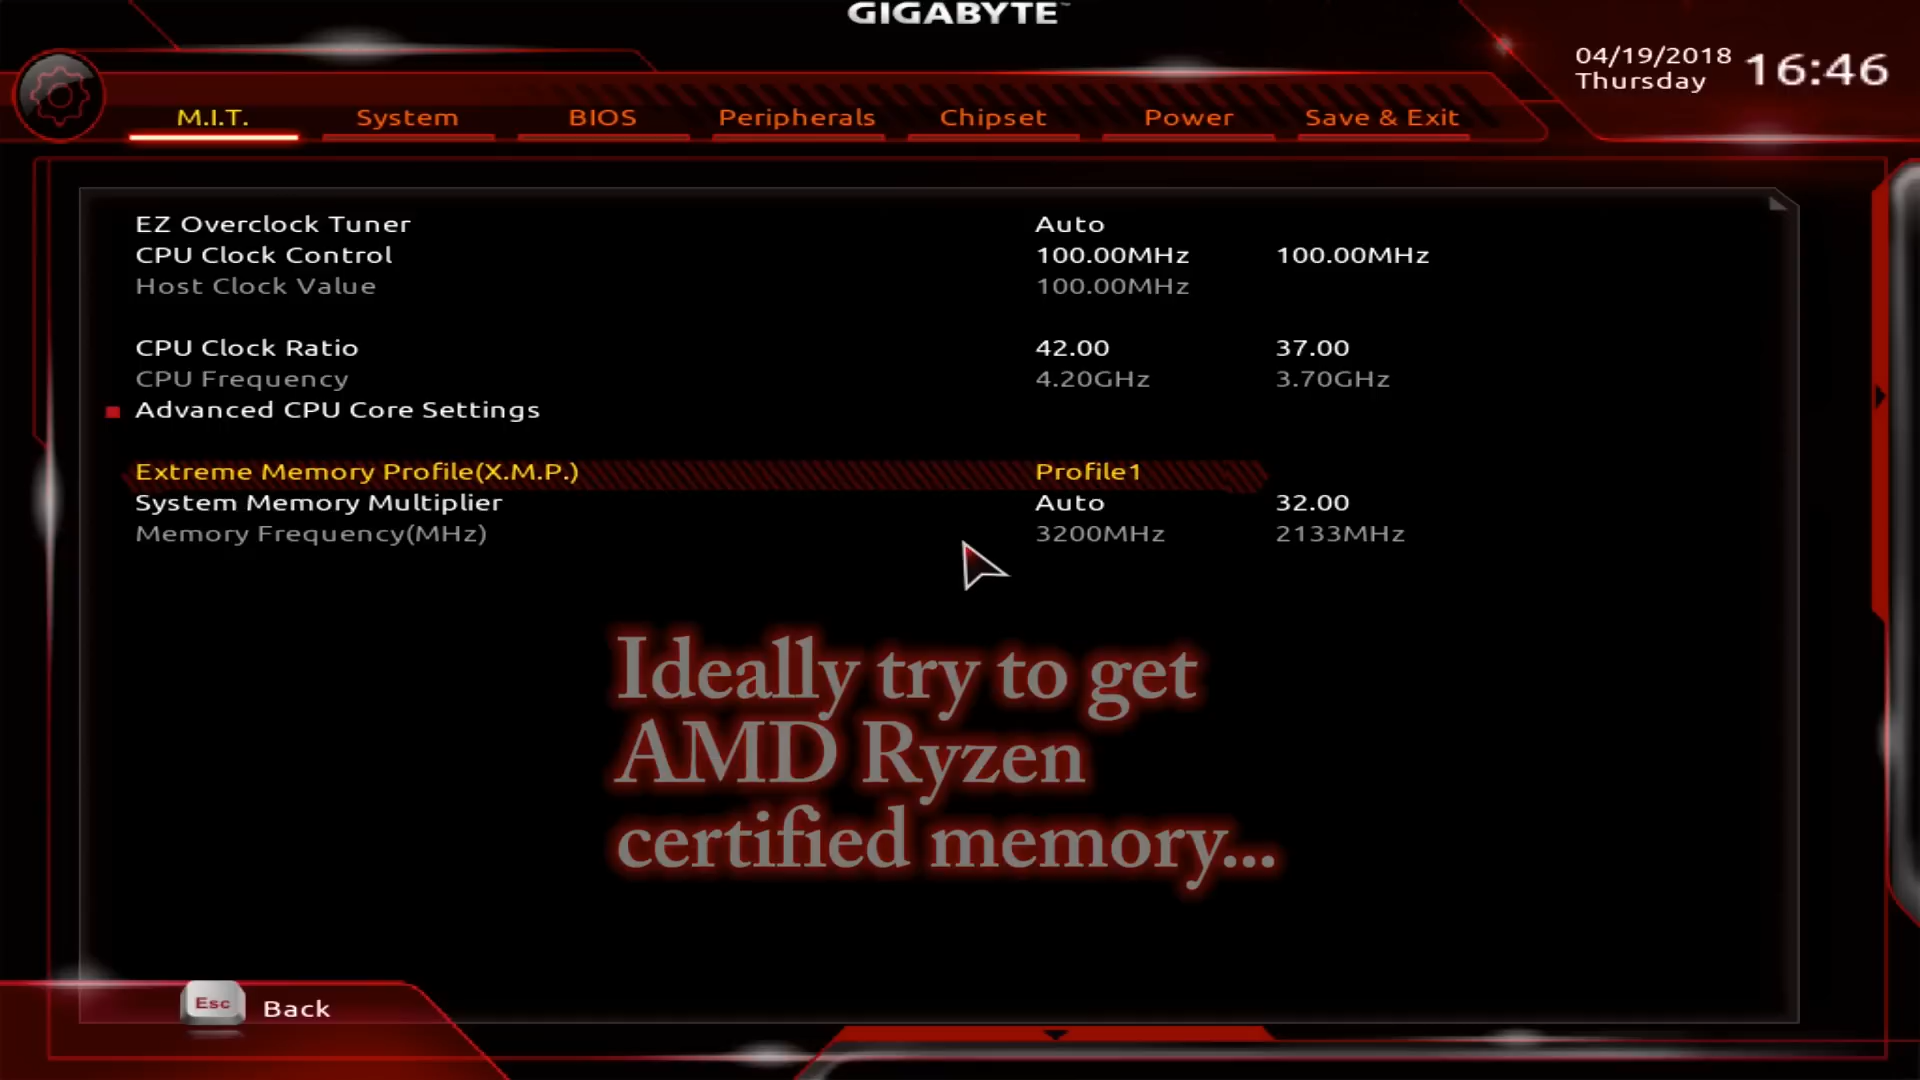 GIGABYTE™
04/19/2018
Thursday
16:46
M.I.T. System BIOS Peripherals Chipset Power Save & Exit
EZ Overclock Tuner Auto
CPU Clock Control 100.00MHz 100.00MHz
Host Clock Value 100.00MHz
CPU Clock Ratio 42.00 37.00
CPU Frequency 4.20GHz 3.70GHz
Advanced CPU Core Settings
Extreme Memory Profile(X.M.P.) Profile1
System Memory Multiplier Auto 32.00
Memory Frequency(MHz) 3200MHz 2133MHz
Ideally try to get
AMD Ryzen
certified memory...
Esc Back